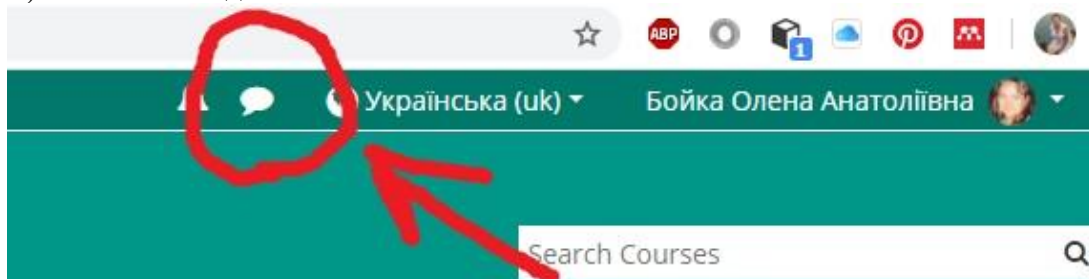 ABP
1
Українська (uk)
Бойка Олена Анатоліївна
Search Courses